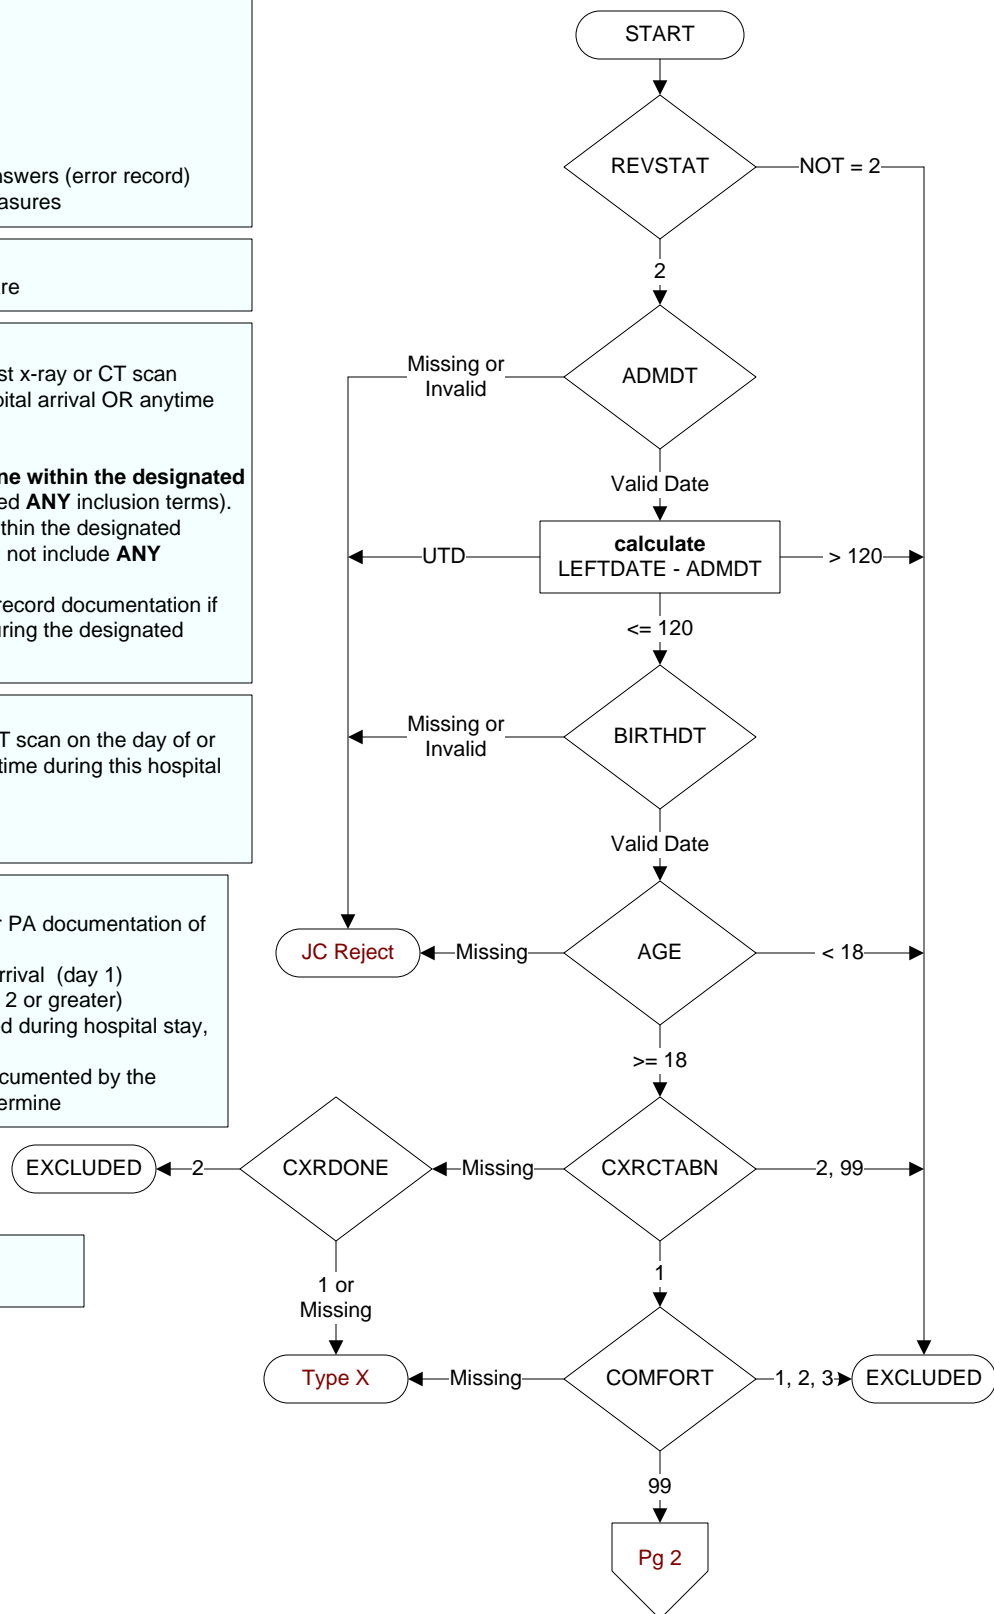 nswers (error record)
asures
re
st x-ray or CT scan
pital arrival OR anytime
ne within the designated
ed ANY inclusion terms).
thin the designated
not include ANY
record documentation if
uring the designated
T scan on the day of or
time during this hospital
r PA documentation of
rrival (day 1)
2 or greater)
ed during hospital stay,
cumented by the
termine
START
REVSTAT
NOT = 2
2
ADMDT
Missing or
Invalid
Valid Date
calculate
LEFTDATE - ADMDT
UTD
> 120
<= 120
BIRTHDT
Missing or
Invalid
Valid Date
AGE
Missing
JC Reject
< 18
>= 18
CXRCTABN
Missing
CXRDONE
2
EXCLUDED
2, 99
1 or
Missing
1
COMFORT
Missing
Type X
1, 2, 3
EXCLUDED
99
Pg 2